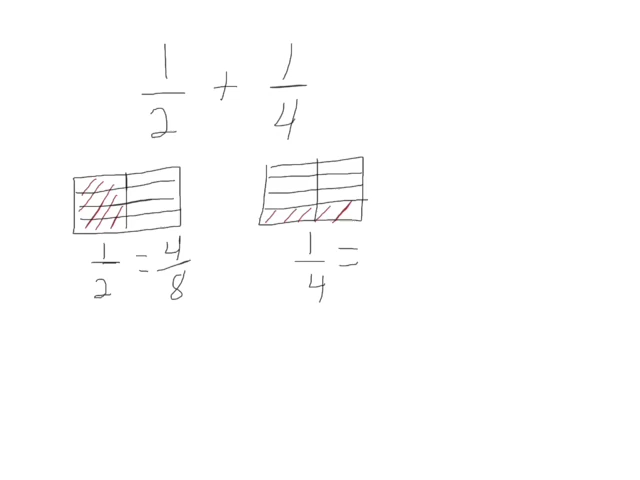 1/2 + 1/4
1/2 = 4/8 1/4 =